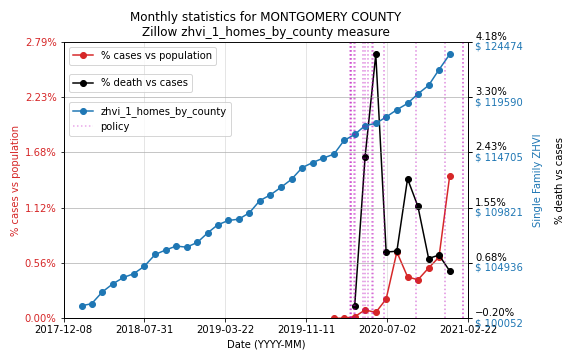 Monthly statistics for MONTGOMERY COUNTY
Zillow zhvi_1_homes_by_county measure
2.79%
2.23%
1.68%
1.12%
0.56%
0.00%
% cases vs population
% cases vs population
% death vs cases
zhvi_1_homes_by_county
policy
4.18%
$ 124474
3.30%
$ 119590
2.43%
$ 114705
1.55%
$ 109821
0.68%
$ 104936
−0.20%
$ 100052
Single Family ZHVI
% death vs cases
2017-12-08
2018-07-31
2019-03-22
2019-11-11
2020-07-02
2021-02-22
Date (YYYY-MM)